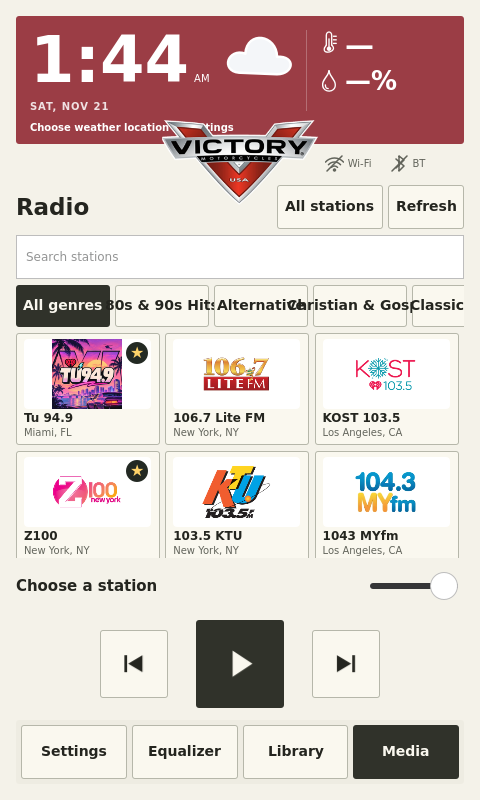 1:44 AM
—
—%
SAT, NOV 21
Choose weather location
VICTORY
MOTORCYCLES
USA
Wi-Fi
BT
Radio
All stations
Refresh
Search stations
All genres
80s & 90s Hits
Alternative
Christian & Gosp
Classic
TU94.9
106.7
LITE FM
KOST
103.5
Tu 94.9
Miami, FL
106.7 Lite FM
New York, NY
KOST 103.5
Los Angeles, CA
Z100
new york
KTU
103.5 FM
104.3
MYfm
Z100
New York, NY
103.5 KTU
New York, NY
1043 MYfm
Los Angeles, CA
Choose a station
Settings
Equalizer
Library
Media